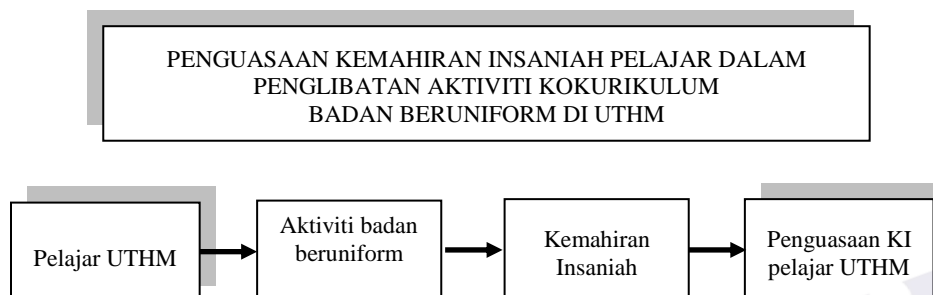 PENGUASAAN KEMAHIRAN INSANIAH PELAJAR DALAM
PENGLIBATAN AKTIVITI KOKURIKULUM
BADAN BERUNIFORM DI UTHM
Pelajar UTHM
Aktiviti badan
beruniform
Kemahiran
Insaniah
Penguasaan KI
pelajar UTHM